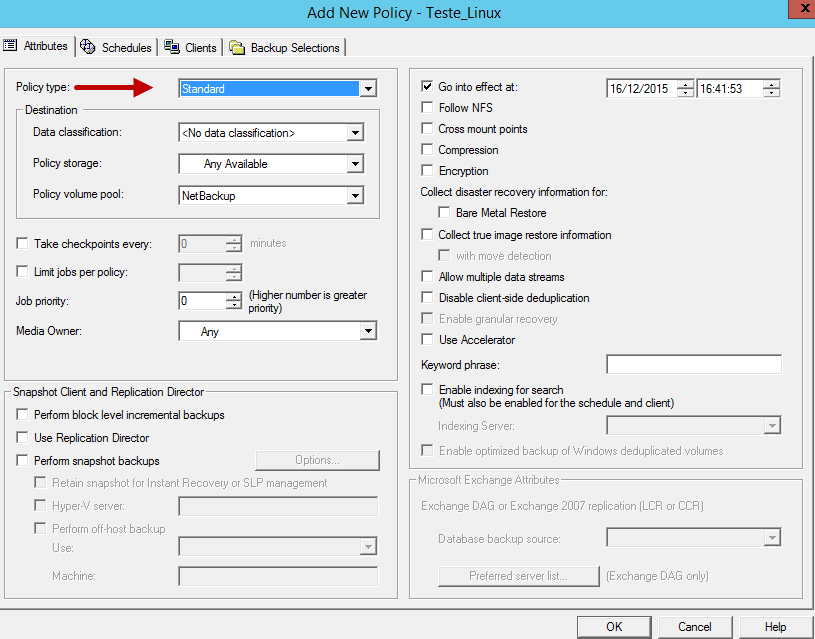 Add New Policy - Teste_Linux
x
Attributes
Schedules
Clients
Backup Selections
Policy type:
Standard
Destination
Data classification:
<No data classification>
Policy storage:
Any Available
Policy volume pool:
NetBackup
Take checkpoints every:
0
minutes
Limit jobs per policy:
Job priority:
0
(Higher number is greater
priority)
Media Owner:
Any
Snapshot Client and Replication Director
Perform block level incremental backups
Use Replication Director
Perform snapshot backups
Options...
Retain snapshot for Instant Recovery or SLP management
Hyper-V server:
Perform off-host backup
Use:
Machine:
Go into effect at:
16/12/2015
16:41:53
Follow NFS
Cross mount points
Compression
Encryption
Collect disaster recovery information for:
Bare Metal Restore
Collect true image restore information
with move detection
Allow multiple data streams
Disable client-side deduplication
Enable granular recovery
Use Accelerator
Keyword phrase:
Enable indexing for search
(Must also be enabled for the schedule and client)
Indexing Server:
Enable optimized backup of Windows deduplicated volumes
Microsoft Exchange Attributes
Exchange DAG or Exchange 2007 replication (LCR or CCR)
Database backup source:
Preferred server list...
(Exchange DAG only)
OK
Cancel
Help